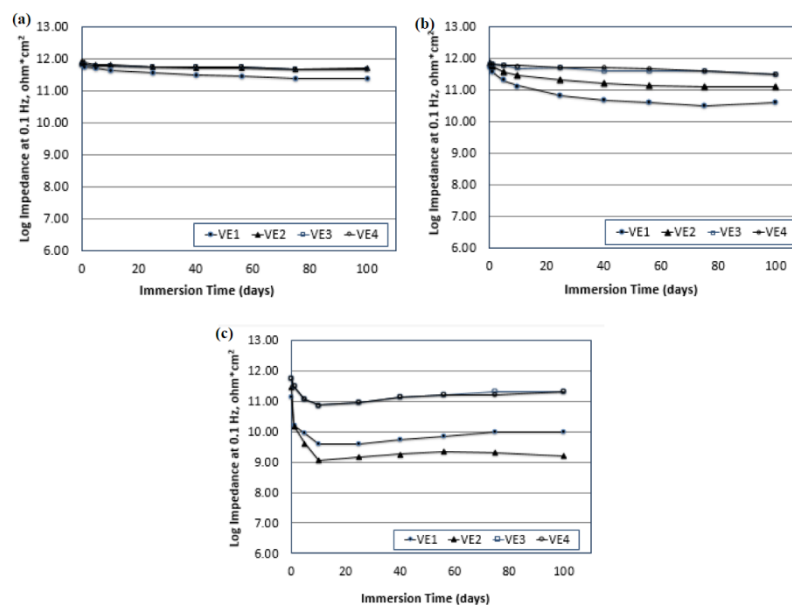 (a)
13.00
12.00
11.00
10.00
9.00
8.00
7.00
6.00
Log Impedance at 0.1 Hz, ohm*cm²
VE1 VE2 VE3 VE4
0 20 40 60 80 100
Immersion Time (days)
(b)
13.00
12.00
11.00
10.00
9.00
8.00
7.00
6.00
Log Impedance at 0.1 Hz, ohm*cm²
VE1 VE2 VE3 VE4
0 20 40 60 80 100
Immersion Time (days)
(c)
13.00
12.00
11.00
10.00
9.00
8.00
7.00
6.00
Log Impedance at 0.1 Hz, ohm*cm²
VE1 VE2 VE3 VE4
0 20 40 60 80 100
Immersion Time (days)